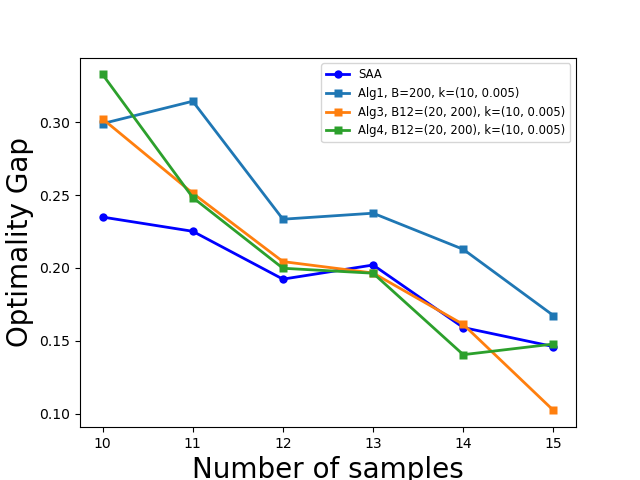 SAA
Alg1, B=200, k=(10, 0.005)
Alg3, B12=(20, 200), k=(10, 0.005)
Alg4, B12=(20, 200), k=(10, 0.005)
Optimality Gap
0.30
0.25
0.20
0.15
0.10
10 11 12 13 14 15
Number of samples